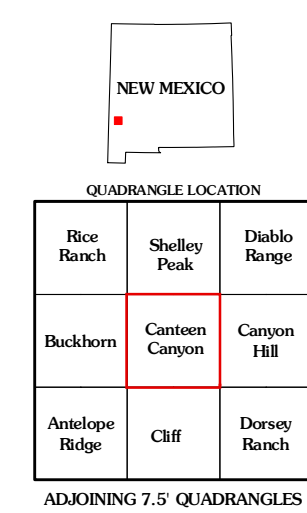 NEW MEXICO
QUADRANGLE LOCATION
Rice
Ranch
Shelley
Peak
Diablo
Range
Buckhorn
Canteen
Canyon
Canyon
Hill
Antelope
Ridge
Cliff
Dorsey
Ranch
ADJOINING 7.5' QUADRANGLES